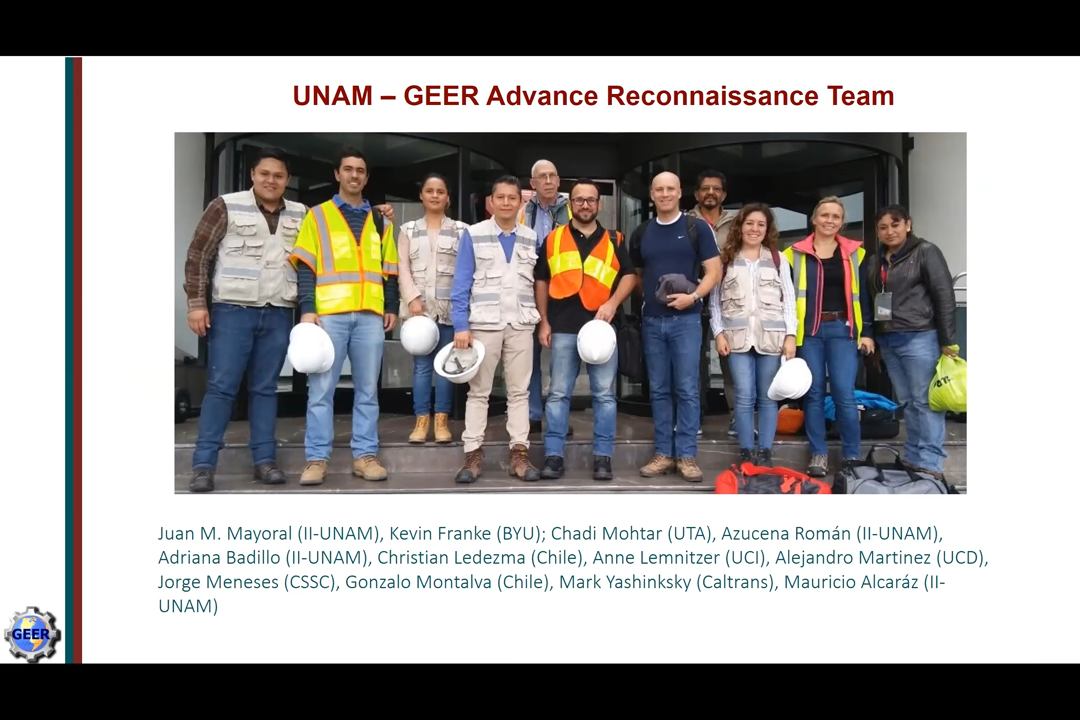 UNAM – GEER Advance Reconnaissance Team
Juan M. Mayoral (II-UNAM), Kevin Franke (BYU); Chadi Mohtar (UTA), Azucena Román (II-UNAM),
Adriana Badillo (II-UNAM), Christian Ledezma (Chile), Anne Lemnitzer (UCI), Alejandro Martinez (UCD),
Jorge Meneses (CSSC), Gonzalo Montalva (Chile), Mark Yashinksky (Caltrans), Mauricio Alcaráz (II-
UNAM)
GEER